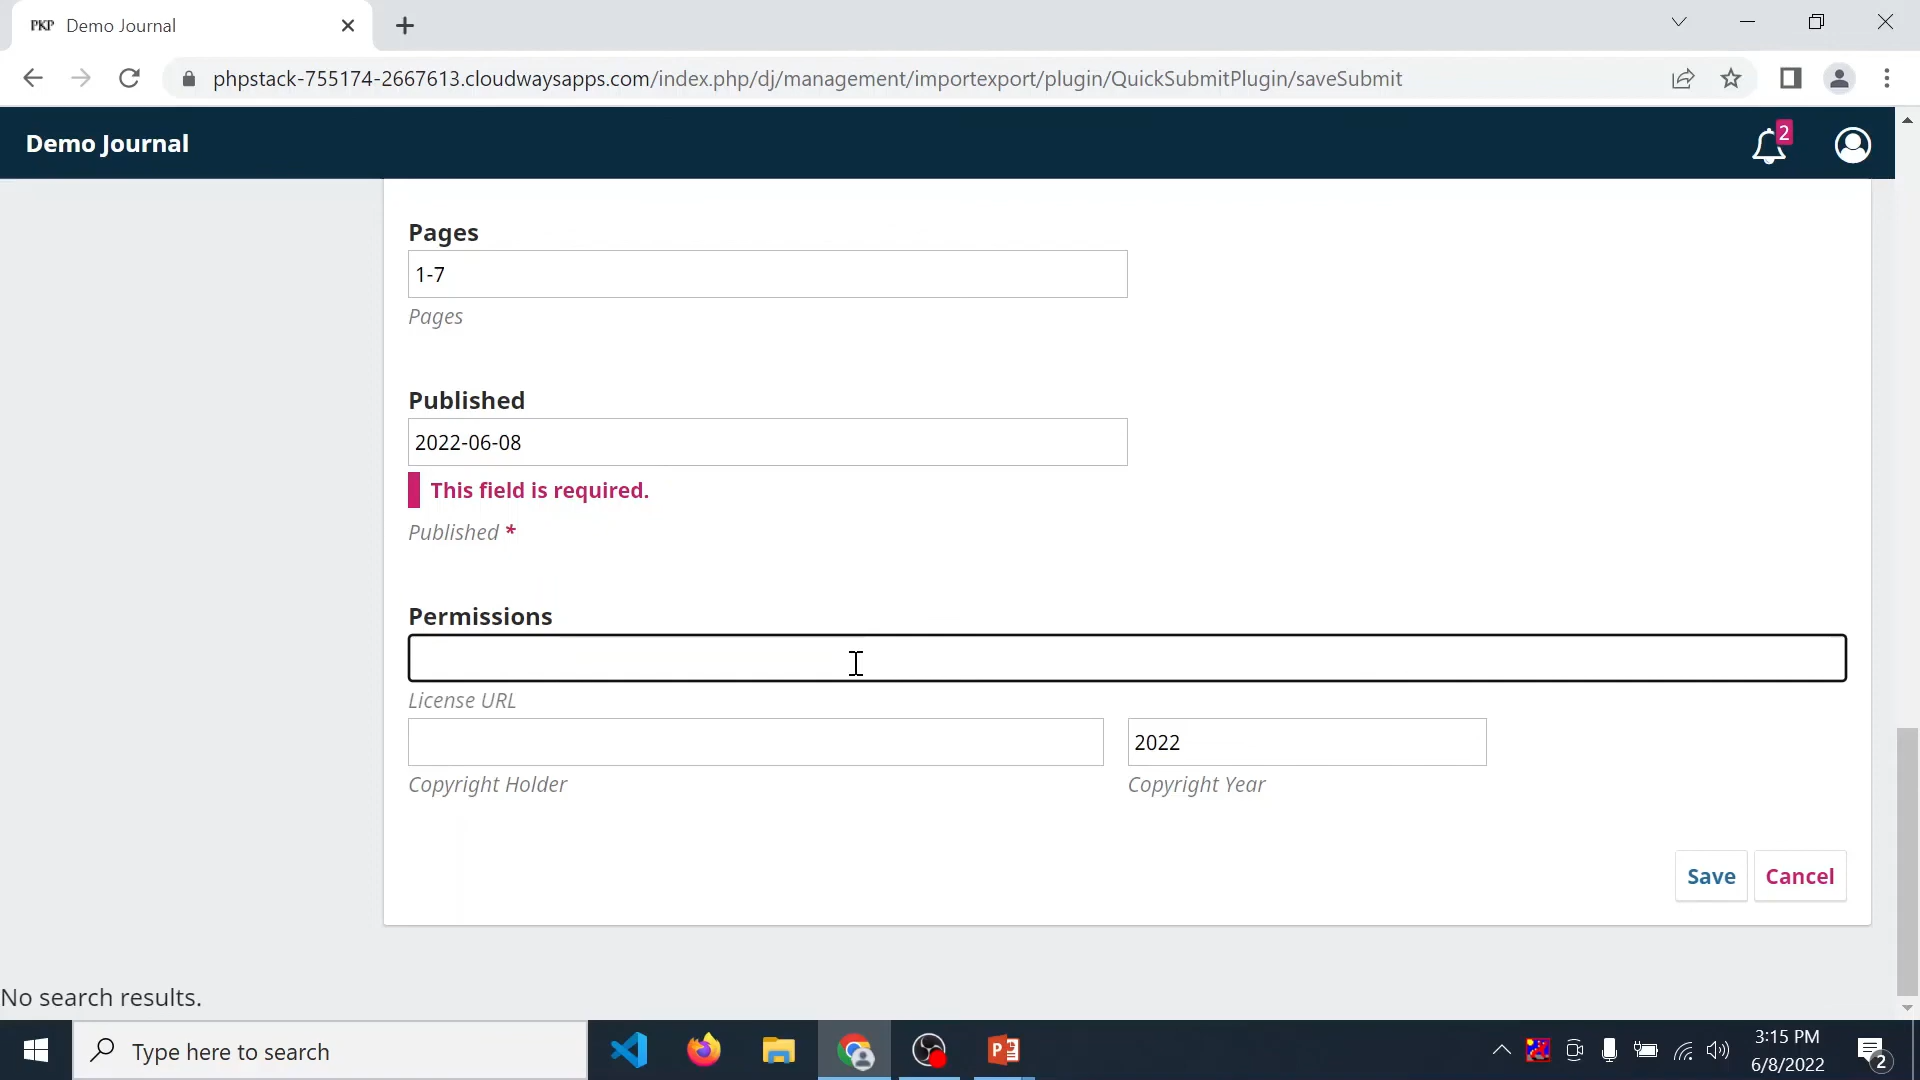 PKP Demo Journal
phpstack-755174-2667613.cloudwaysapps.com/index.php/dj/management/importexport/plugin/QuickSubmitPlugin/saveSubmit
Demo Journal
2
Pages
1-7
Pages
Published
2022-06-08
This field is required.
Published *
Permissions
License URL
2022
Copyright Holder
Copyright Year
Save
Cancel
No search results.
Type here to search
3:15 PM
6/8/2022
2